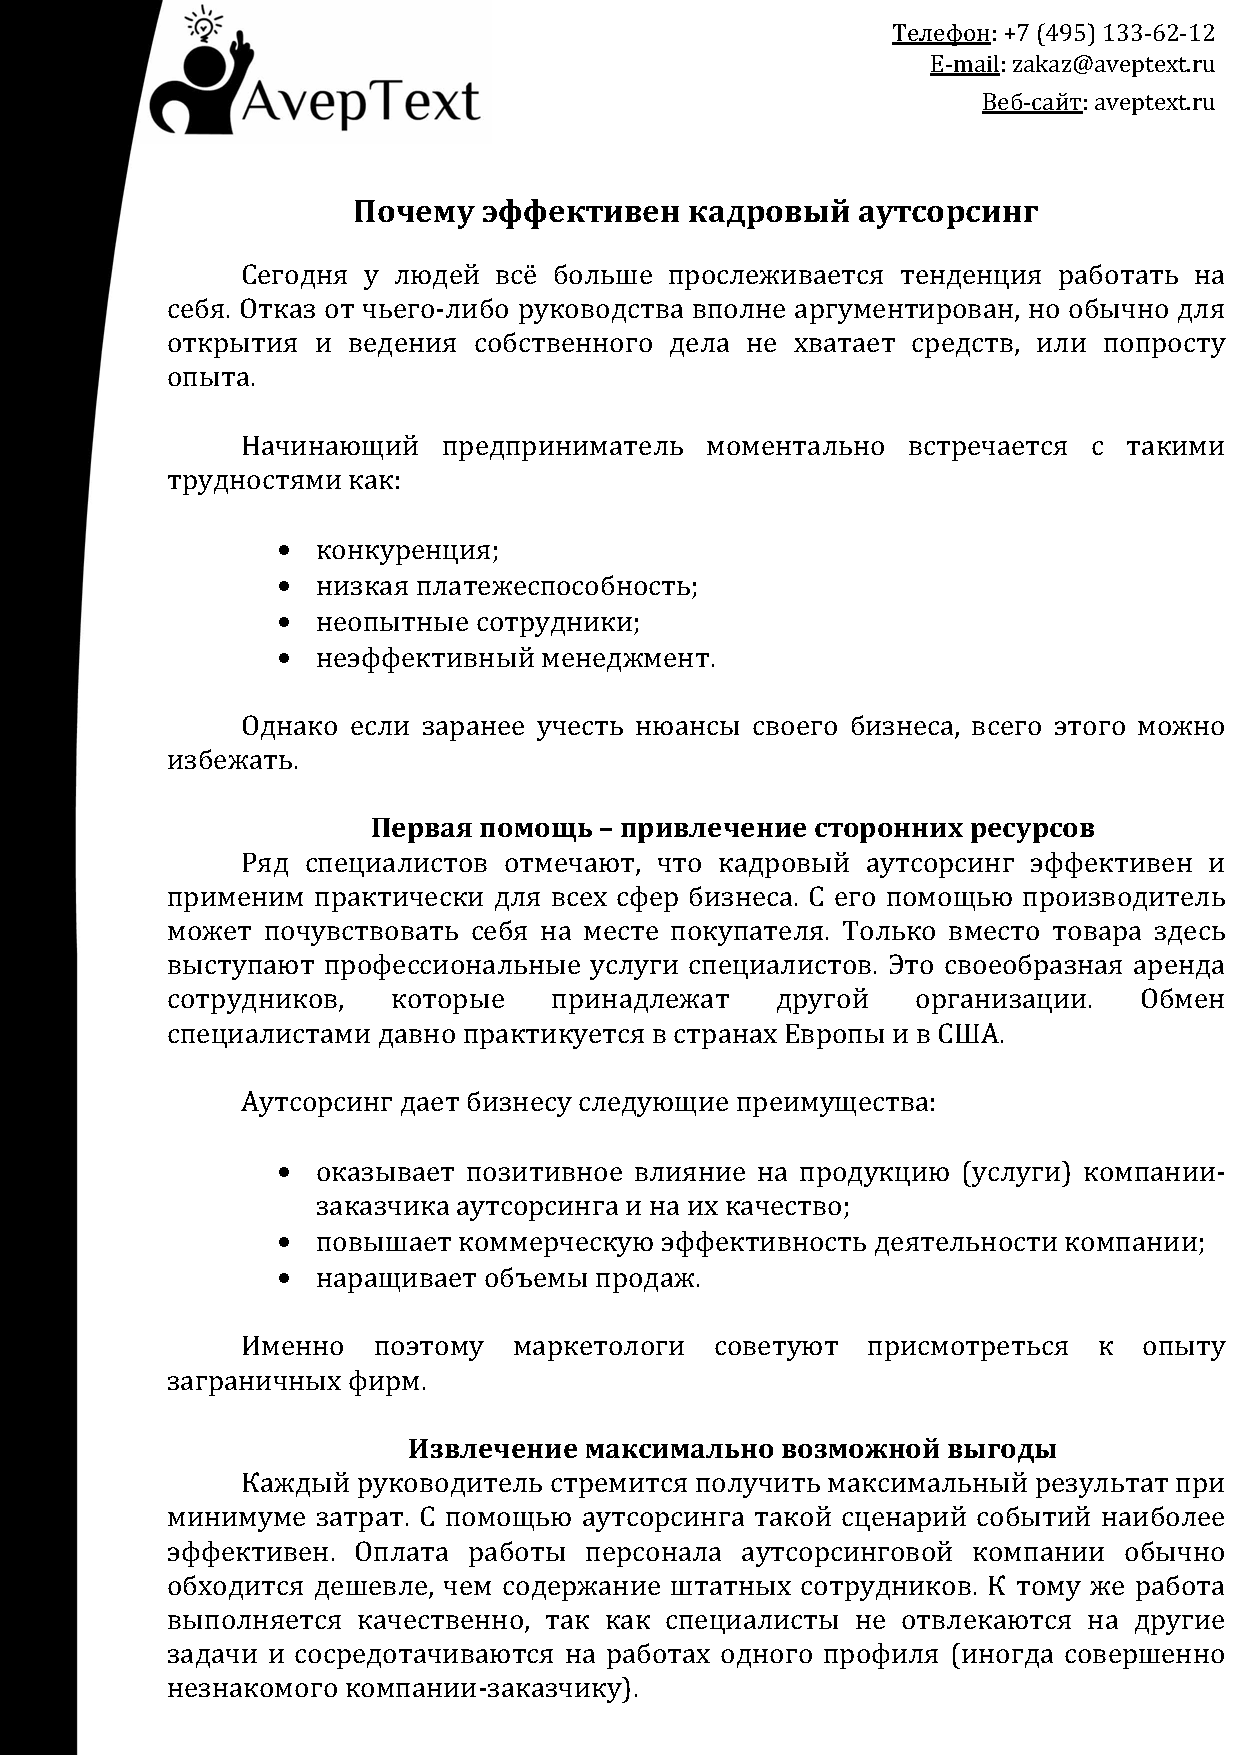 AvepText
Телефон: +7 (495) 133-62-12
E-mail: zakaz@aveptext.ru
Веб-сайт: aveptext.ru
Почему эффективен кадровый аутсорсинг
Сегодня у людей всё больше прослеживается тенденция работать на
себя. Отказ от чьего-либо руководства вполне аргументирован, но обычно для
открытия и ведения собственного дела не хватает средств, или попросту
опыта.
Начинающий предприниматель моментально встречается с такими
трудностями как:
• конкуренция;
• низкая платежеспособность;
• неопытные сотрудники;
• неэффективный менеджмент.
Однако если заранее учесть нюансы своего бизнеса, всего этого можно
избежать.
Первая помощь – привлечение сторонних ресурсов
Ряд специалистов отмечают, что кадровый аутсорсинг эффективен и
применим практически для всех сфер бизнеса. С его помощью производитель
может почувствовать себя на месте покупателя. Только вместо товара здесь
выступают профессиональные услуги специалистов. Это своеобразная аренда
сотрудников, которые принадлежат другой организации. Обмен
специалистами давно практикуется в странах Европы и в США.
Аутсорсинг дает бизнесу следующие преимущества:
• оказывает позитивное влияние на продукцию (услуги) компании-
заказчика аутсорсинга и на их качество;
• повышает коммерческую эффективность деятельности компании;
• наращивает объемы продаж.
Именно поэтому маркетологи советуют присмотреться к опыту
заграничных фирм.
Извлечение максимально возможной выгоды
Каждый руководитель стремится получить максимальный результат при
минимуме затрат. С помощью аутсорсинга такой сценарий событий наиболее
эффективен. Оплата работы персонала аутсорсинговой компании обычно
обходится дешевле, чем содержание штатных сотрудников. К тому же работа
выполняется качественно, так как специалисты не отвлекаются на другие
задачи и сосредотачиваются на работах одного профиля (иногда совершенно
незнакомого компании-заказчику).